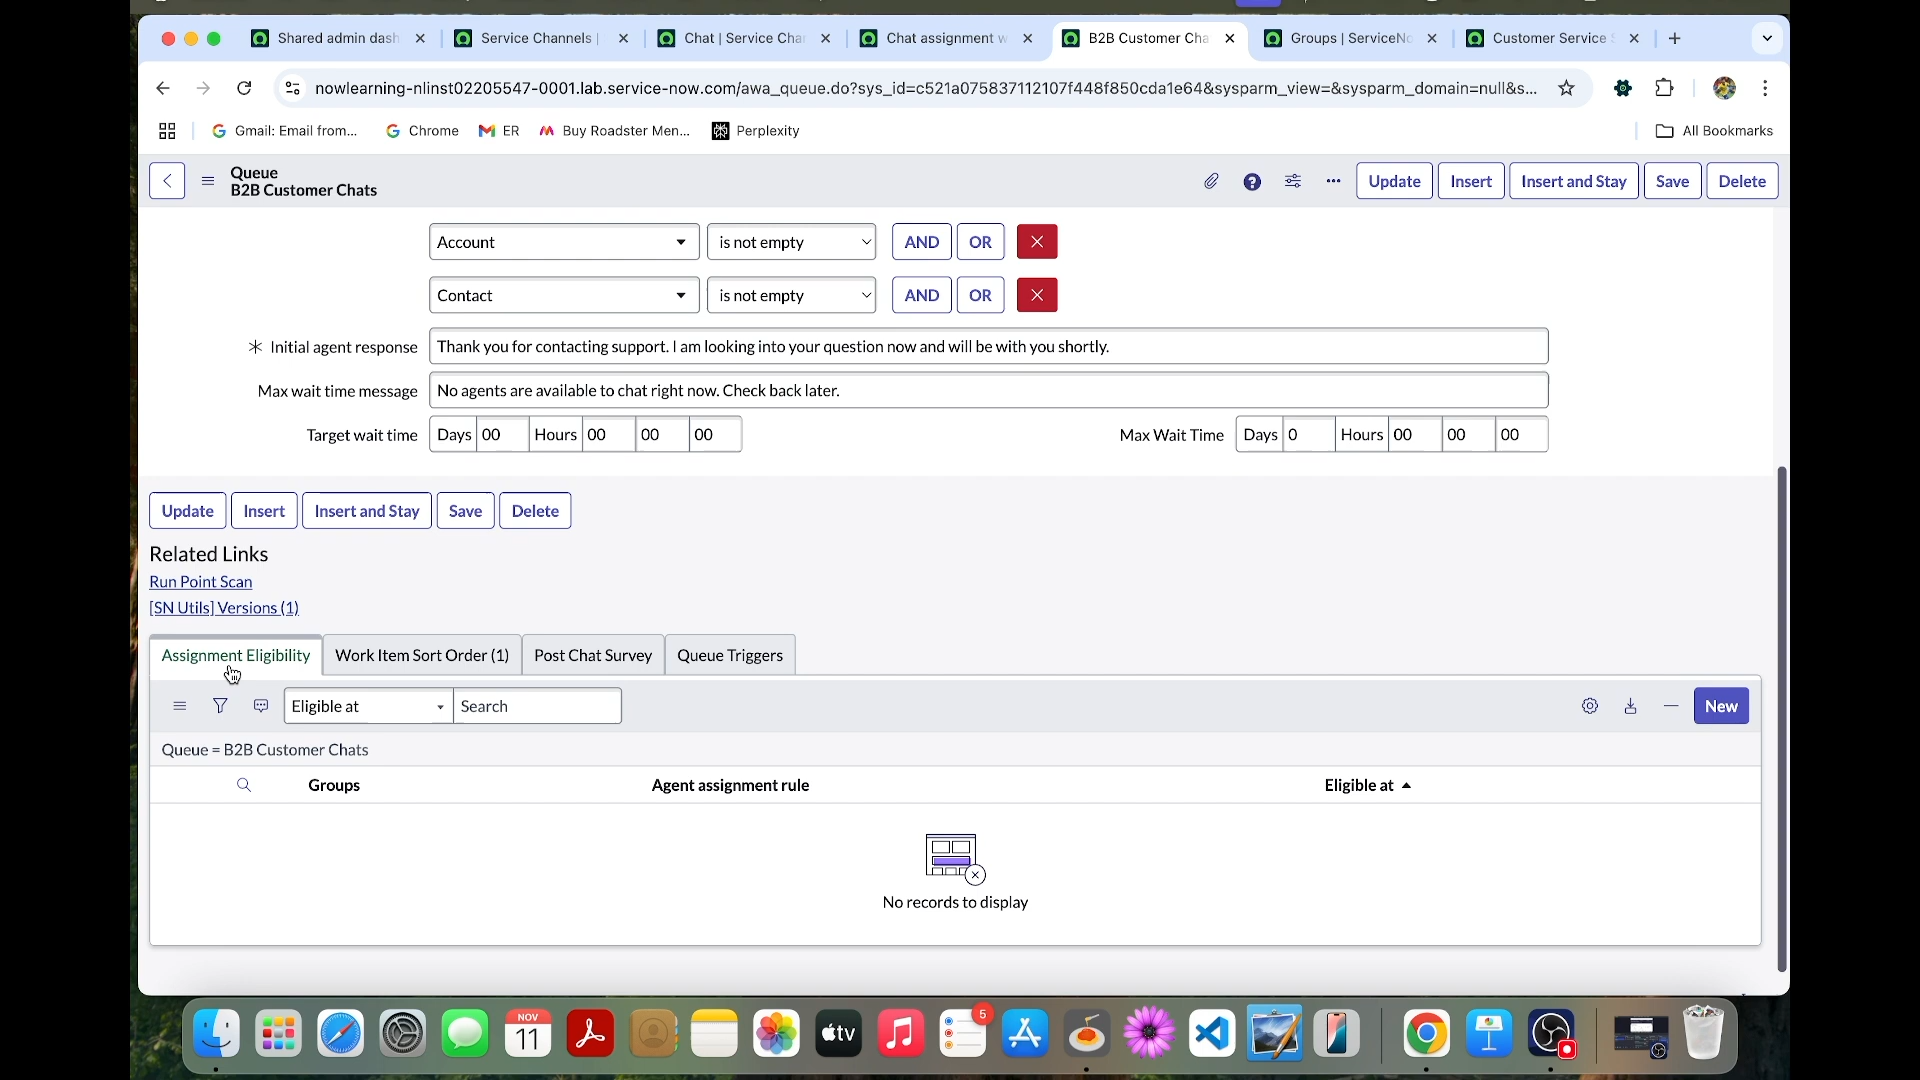 Shared admin dash
Service Channels |
Chat | Service Cha
Chat assignment w
B2B Customer Cha
Groups | ServiceNo
Customer Service S
nowlearning-nlinst02205547-0001.lab.service-now.com/awa_queue.do?sys_id=c521a075837112107f448f850cda1e64&sysparm_view=&sysparm_domain=null&s...
Gmail: Email from...
Chrome
ER
Buy Roadster Men...
Perplexity
All Bookmarks
Queue
B2B Customer Chats
Update
Insert
Insert and Stay
Save
Delete
Account
is not empty
AND
OR
Contact
is not empty
AND
OR
Initial agent response
Thank you for contacting support. I am looking into your question now and will be with you shortly.
Max wait time message
No agents are available to chat right now. Check back later.
Target wait time
Days 00 Hours 00 00 00
Max Wait Time
Days 0 Hours 00 00 00
Update
Insert
Insert and Stay
Save
Delete
Related Links
Run Point Scan
[SN Utils] Versions (1)
Assignment Eligibility
Work Item Sort Order (1)
Post Chat Survey
Queue Triggers
Eligible at
Search
New
Queue = B2B Customer Chats
Groups
Agent assignment rule
Eligible at
No records to display
NOV
11
tv
5